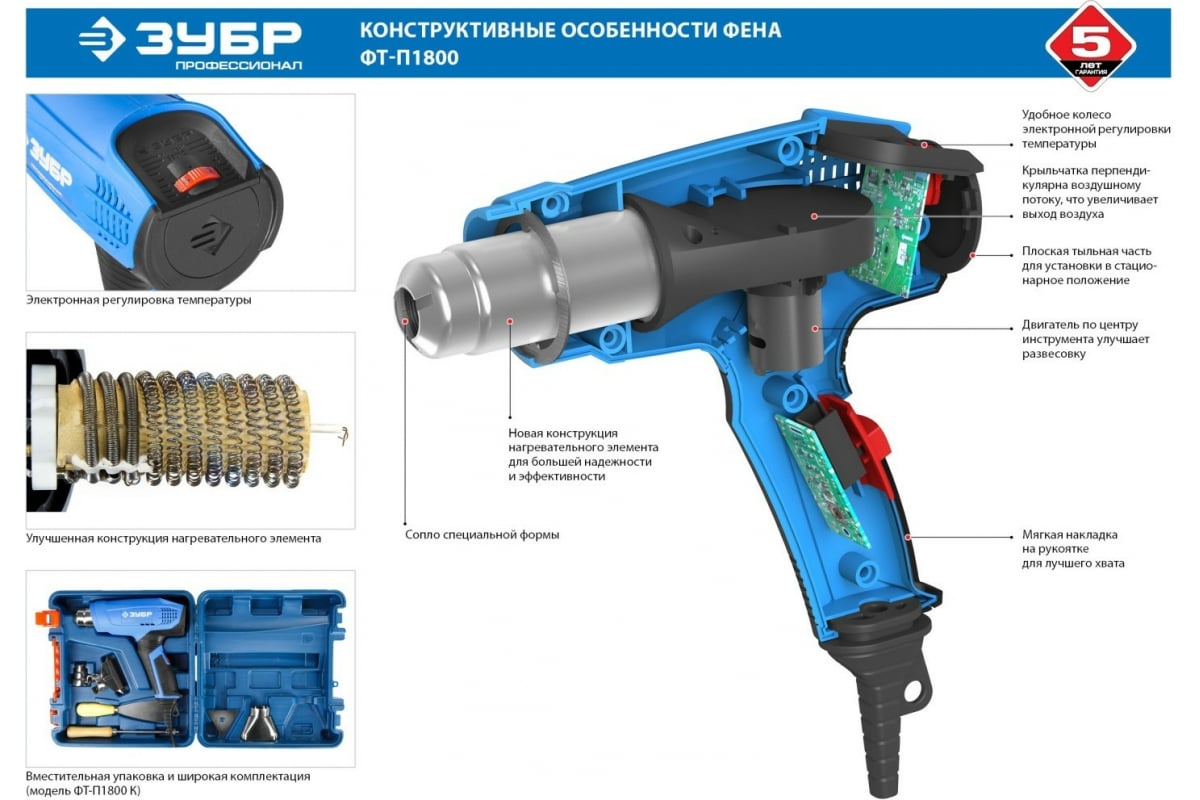 ЗУБР
ПРОФЕССИОНАЛ
КОНСТРУКТИВНЫЕ ОСОБЕННОСТИ ФЕНА
ФТ-П1800
5
ЛЕТ
ГАРАНТИЯ
ЗУБР
ЗУБР
Электронная регулировка температуры
Улучшенная конструкция нагревательного элемента
ЗУБР
Вместительная упаковка и широкая комплектация
(модель ФТ-П1800 К)
Новая конструкция
нагревательного элемента
для большей надежности
и эффективности
Сопло специальной формы
Удобное колесо
электронной регулировки
температуры
Крыльчатка перпенди-
кулярна воздушному
потоку, что увеличивает
выход воздуха
Плоская тыльная часть
для установки в стацио-
нарное положение
Двигатель по центру
инструмента улучшает
развесовку
Мягкая накладка
на рукоятке
для лучшего хвата